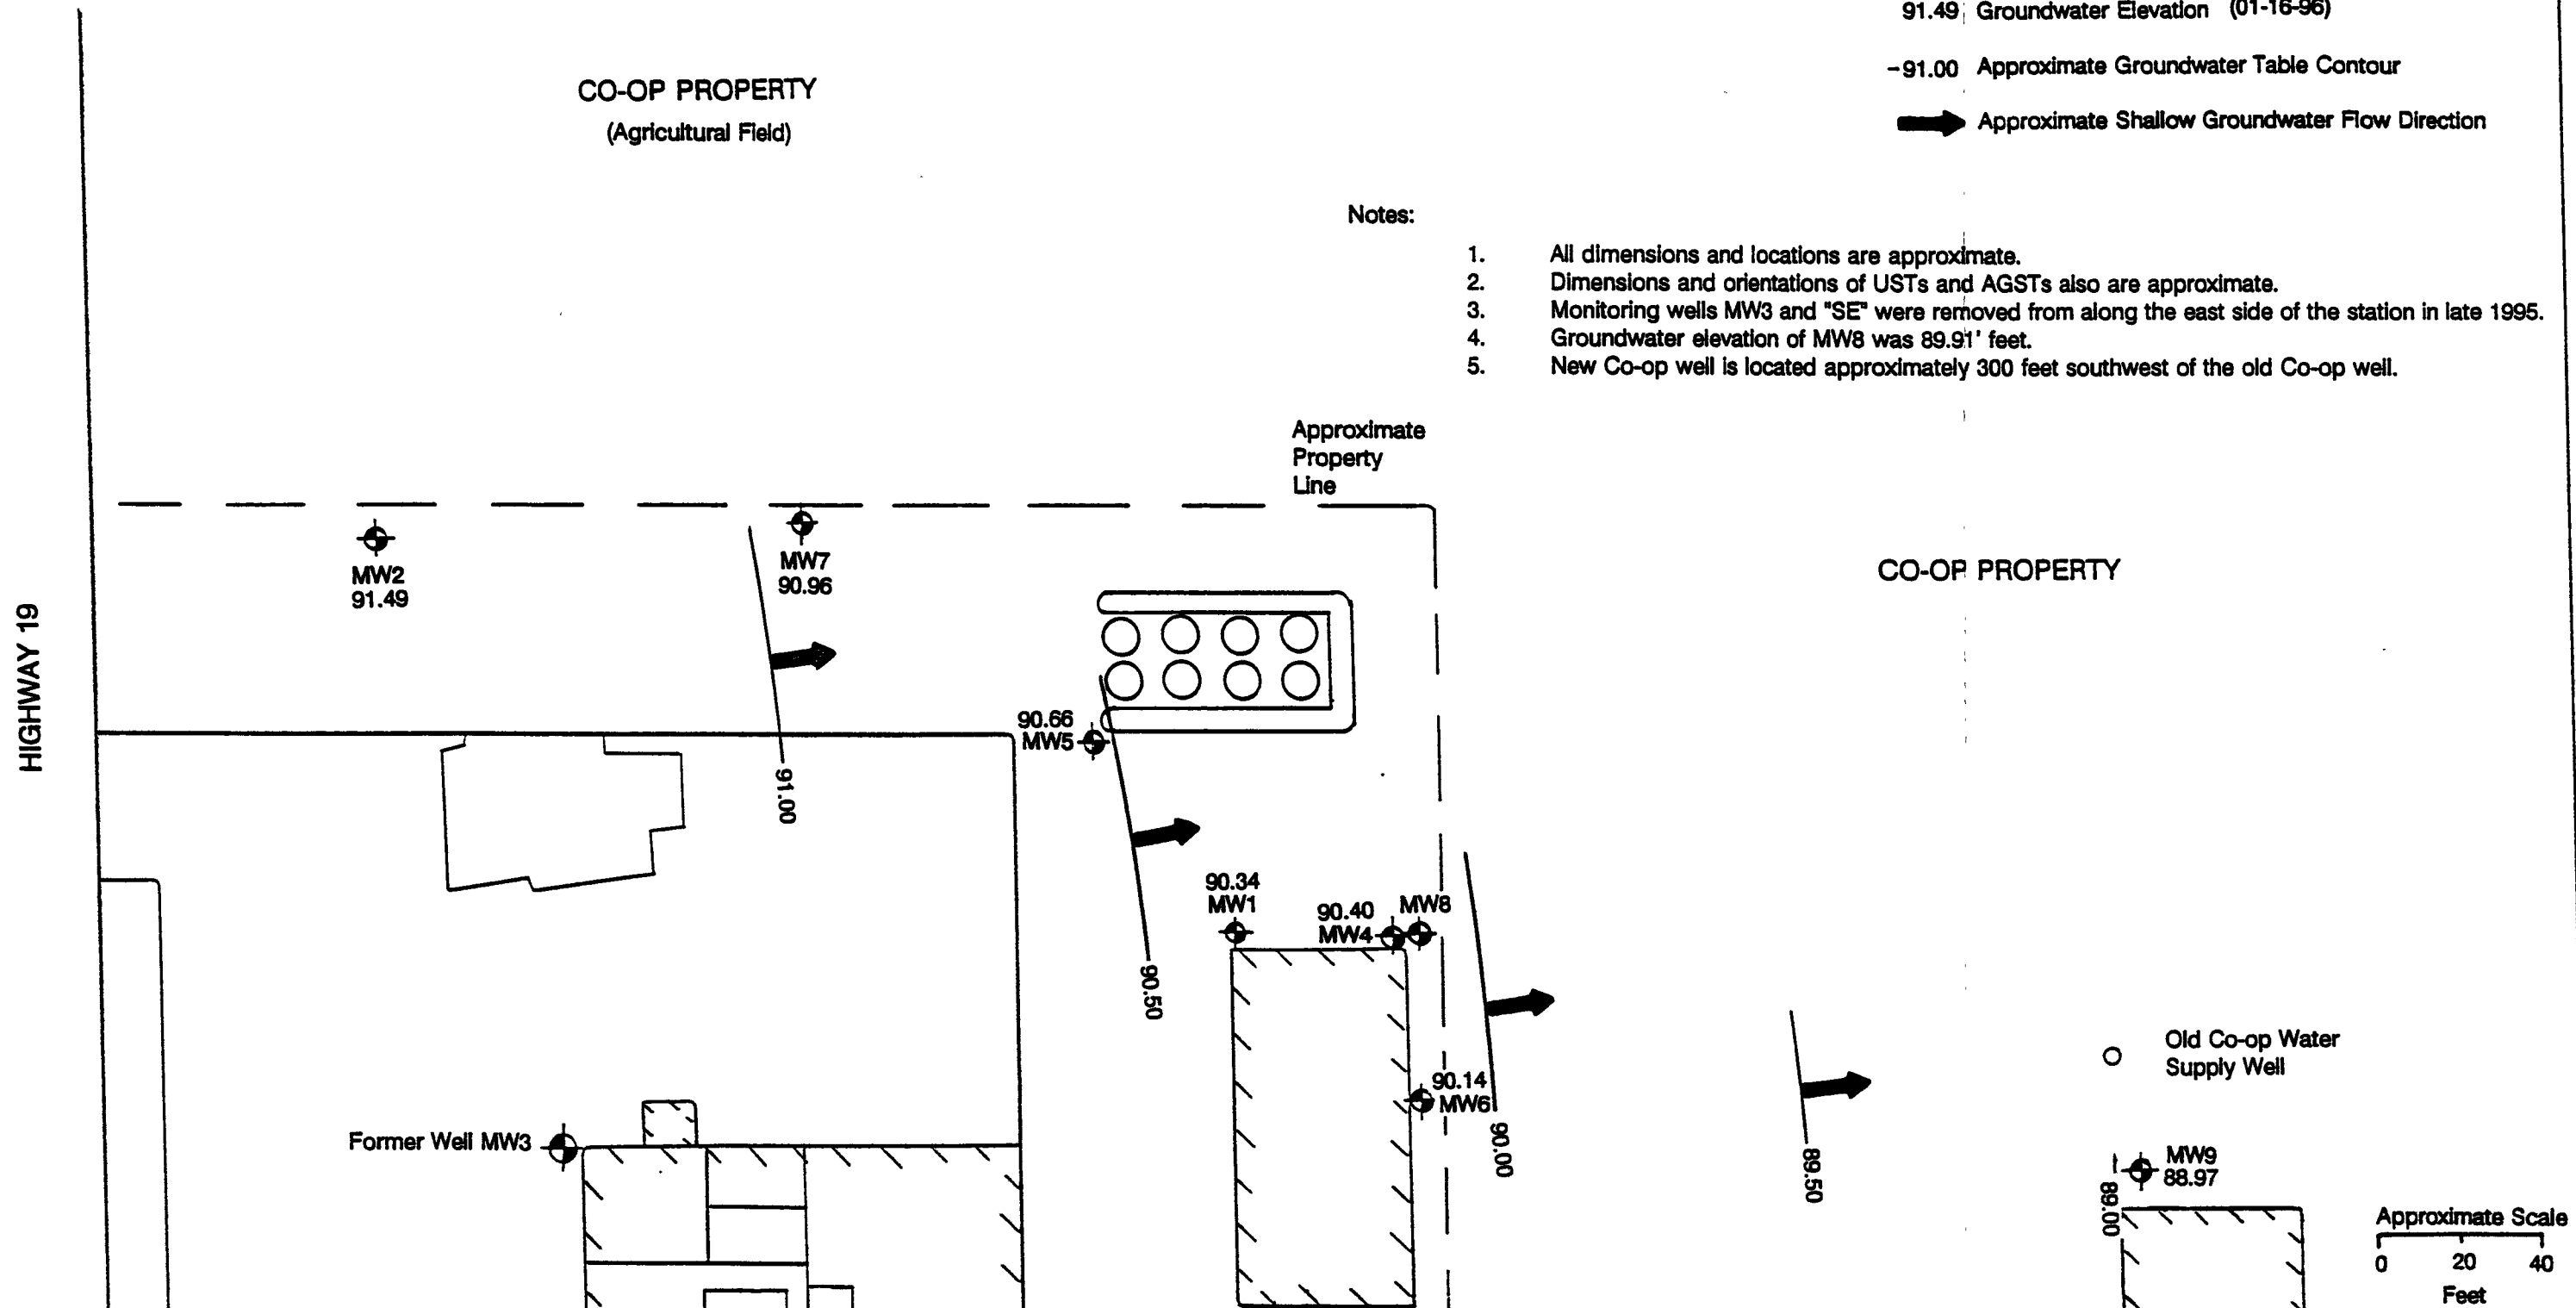 91.49 Groundwater Elevation (01-16-96)
-91.00 Approximate Groundwater Table Contour
Approximate Shallow Groundwater Flow Direction
CO-OP PROPERTY
(Agricultural Field)
Notes:
1. All dimensions and locations are approximate.
2. Dimensions and orientations of USTs and AGSTs also are approximate.
3. Monitoring wells MW3 and "SE" were removed from along the east side of the station in late 1995.
4. Groundwater elevation of MW8 was 89.91' feet.
5. New Co-op well is located approximately 300 feet southwest of the old Co-op well.
Approximate
Property
Line
MW2
91.49
MW7
90.96
CO-OP PROPERTY
HIGHWAY 19
90.66
MW5
91.00
90.34
MW1
90.40
MW4
MW8
90.50
Old Co-op Water
Supply Well
90.14
MW6
Former Well MW3
90.00
89.50
MW9
88.97
89.00
Approximate Scale
0 20 40
Feet